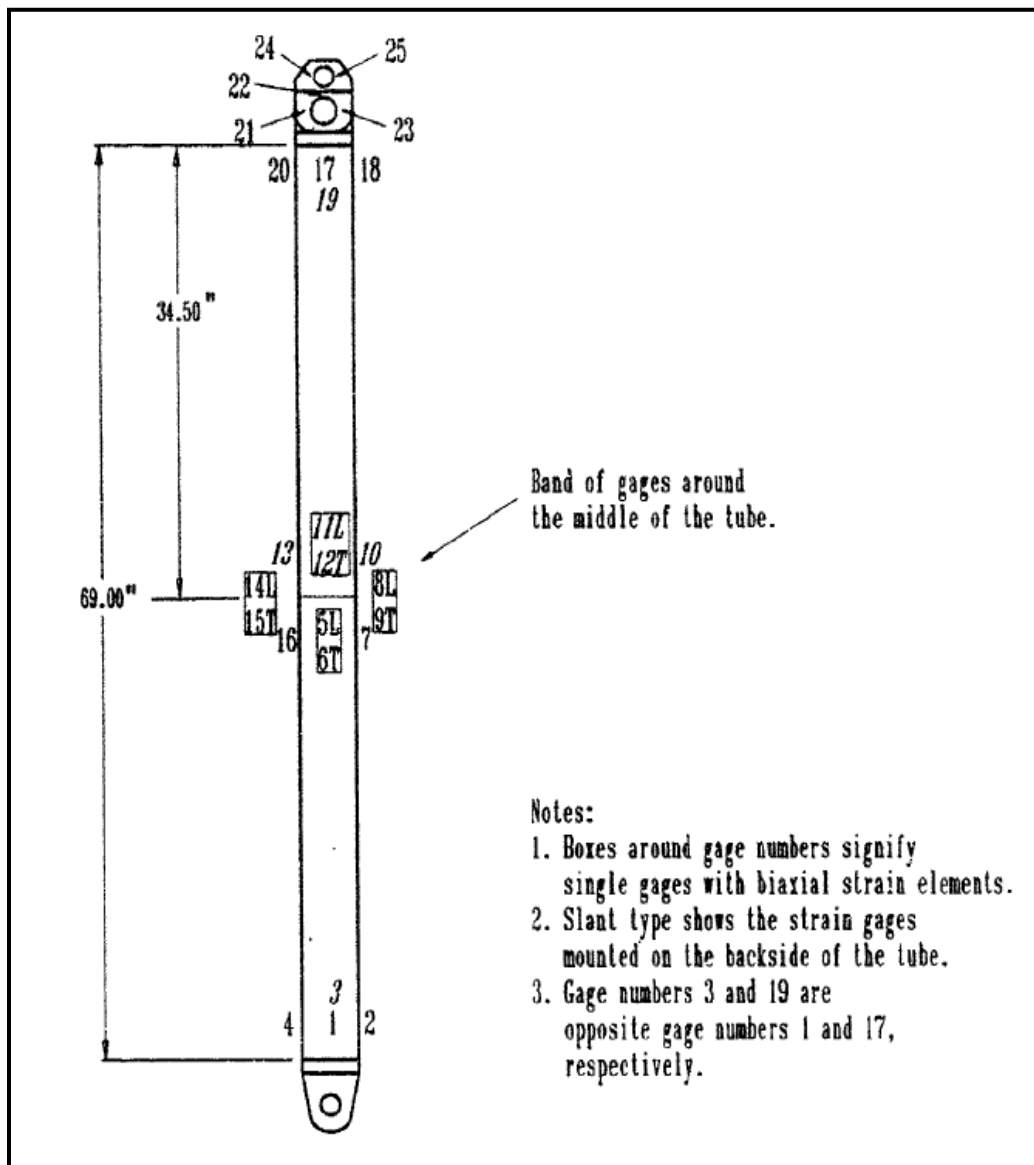 24 25
22
21 23
20 17 18
19
34.50"
Band of gages around
the middle of the tube.
11L
13 12T 10
69.00"
14L 8L
15T 5L 9T
16 6T 7
Notes:
1. Boxes around gage numbers signify
single gages with biaxial strain elements.
2. Slant type shows the strain gages
mounted on the backside of the tube.
3. Gage numbers 3 and 19 are
opposite gage numbers 1 and 17,
respectively.
3
4 1 2